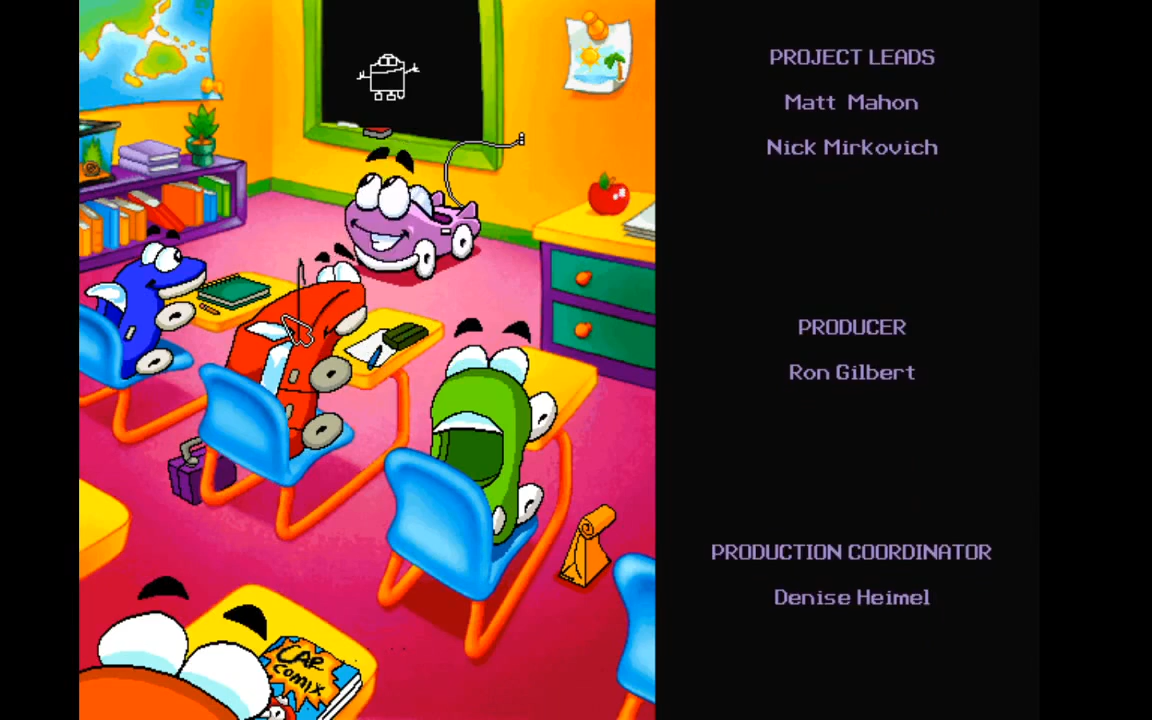 PROJECT LEADS
Matt Mahon
Nick Mirkovich
PRODUCER
Ron Gilbert
PRODUCTION COORDINATOR
Denise Heimel
CAR
COMIX